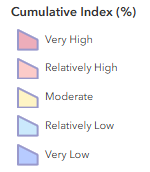 Cumulative Index (%)
Very High
Relatively High
Moderate
Relatively Low
Very Low